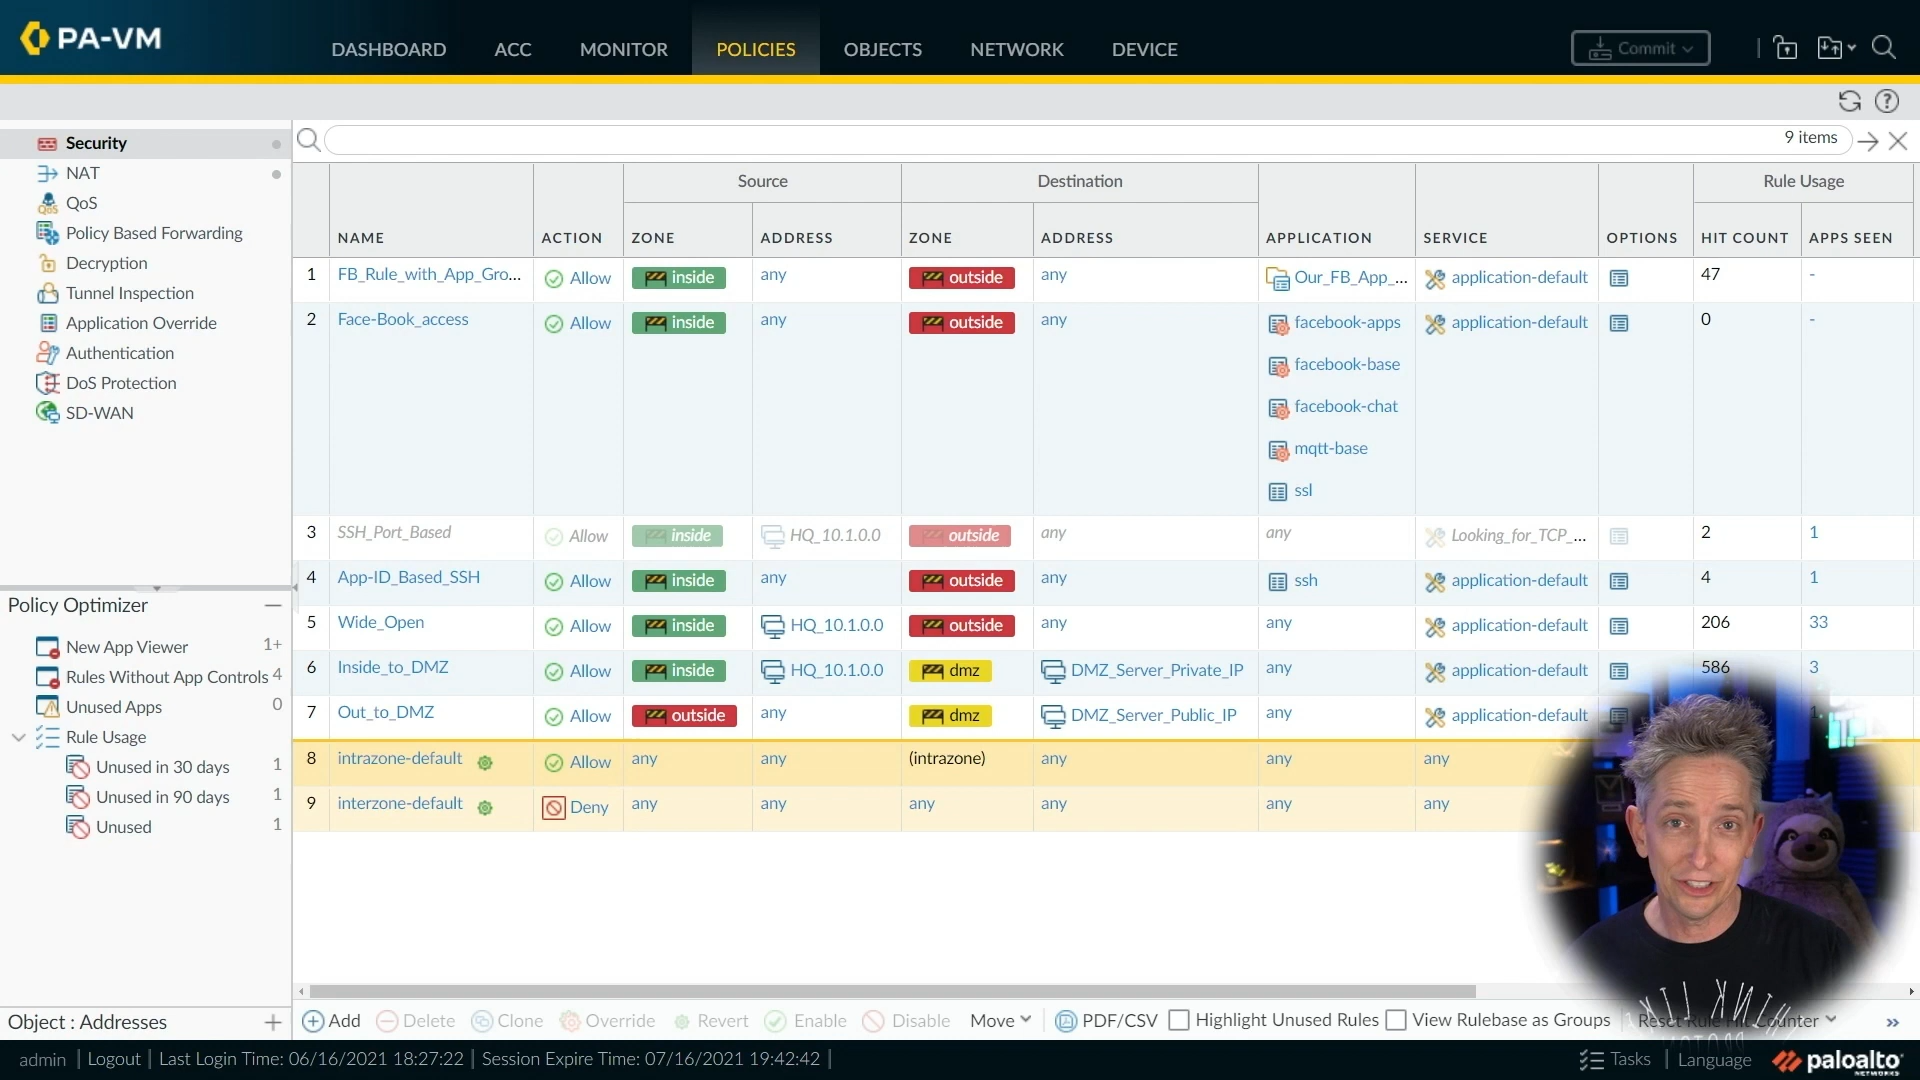 PA-VM
DASHBOARD ACC MONITOR POLICIES OBJECTS NETWORK DEVICE Commit
Security
NAT
QoS
Policy Based Forwarding
Decryption
Tunnel Inspection
Application Override
Authentication
DoS Protection
SD-WAN
Policy Optimizer
New App Viewer 1+
Rules Without App Controls 4
Unused Apps 0
Rule Usage
Unused in 30 days 1
Unused in 90 days 1
Unused 1
Object : Addresses
9 items
Source Destination Rule Usage
NAME ACTION ZONE ADDRESS ZONE ADDRESS APPLICATION SERVICE OPTIONS HIT COUNT APPS SEEN
1 FB_Rule_with_App_Gro... Allow inside any outside any Our_FB_App_... application-default 47 -
2 Face-Book_access Allow inside any outside any facebook-apps application-default 0 -
facebook-base
facebook-chat
mqtt-base
ssl
3 SSH_Port_Based Allow inside HQ_10.1.0.0 outside any any Looking_for_TCP_... 2 1
4 App-ID_Based_SSH Allow inside any outside any ssh application-default 4 1
5 Wide_Open Allow inside HQ_10.1.0.0 outside any any application-default 206 33
6 Inside_to_DMZ Allow inside HQ_10.1.0.0 dmz DMZ_Server_Private_IP any application-default 586 3
7 Out_to_DMZ Allow outside any dmz DMZ_Server_Public_IP any application-default
8 intrazone-default Allow any any (intrazone) any any any
9 interzone-default Deny any any any any any any
Add Delete Clone Override Revert Enable Disable Move PDF/CSV Highlight Unused Rules View Rulebase as Groups Reset Rule Hit Counter
admin | Logout | Last Login Time: 06/16/2021 18:27:22 | Session Expire Time: 07/16/2021 19:42:42 |
Tasks | Language paloalto
NETWORKS